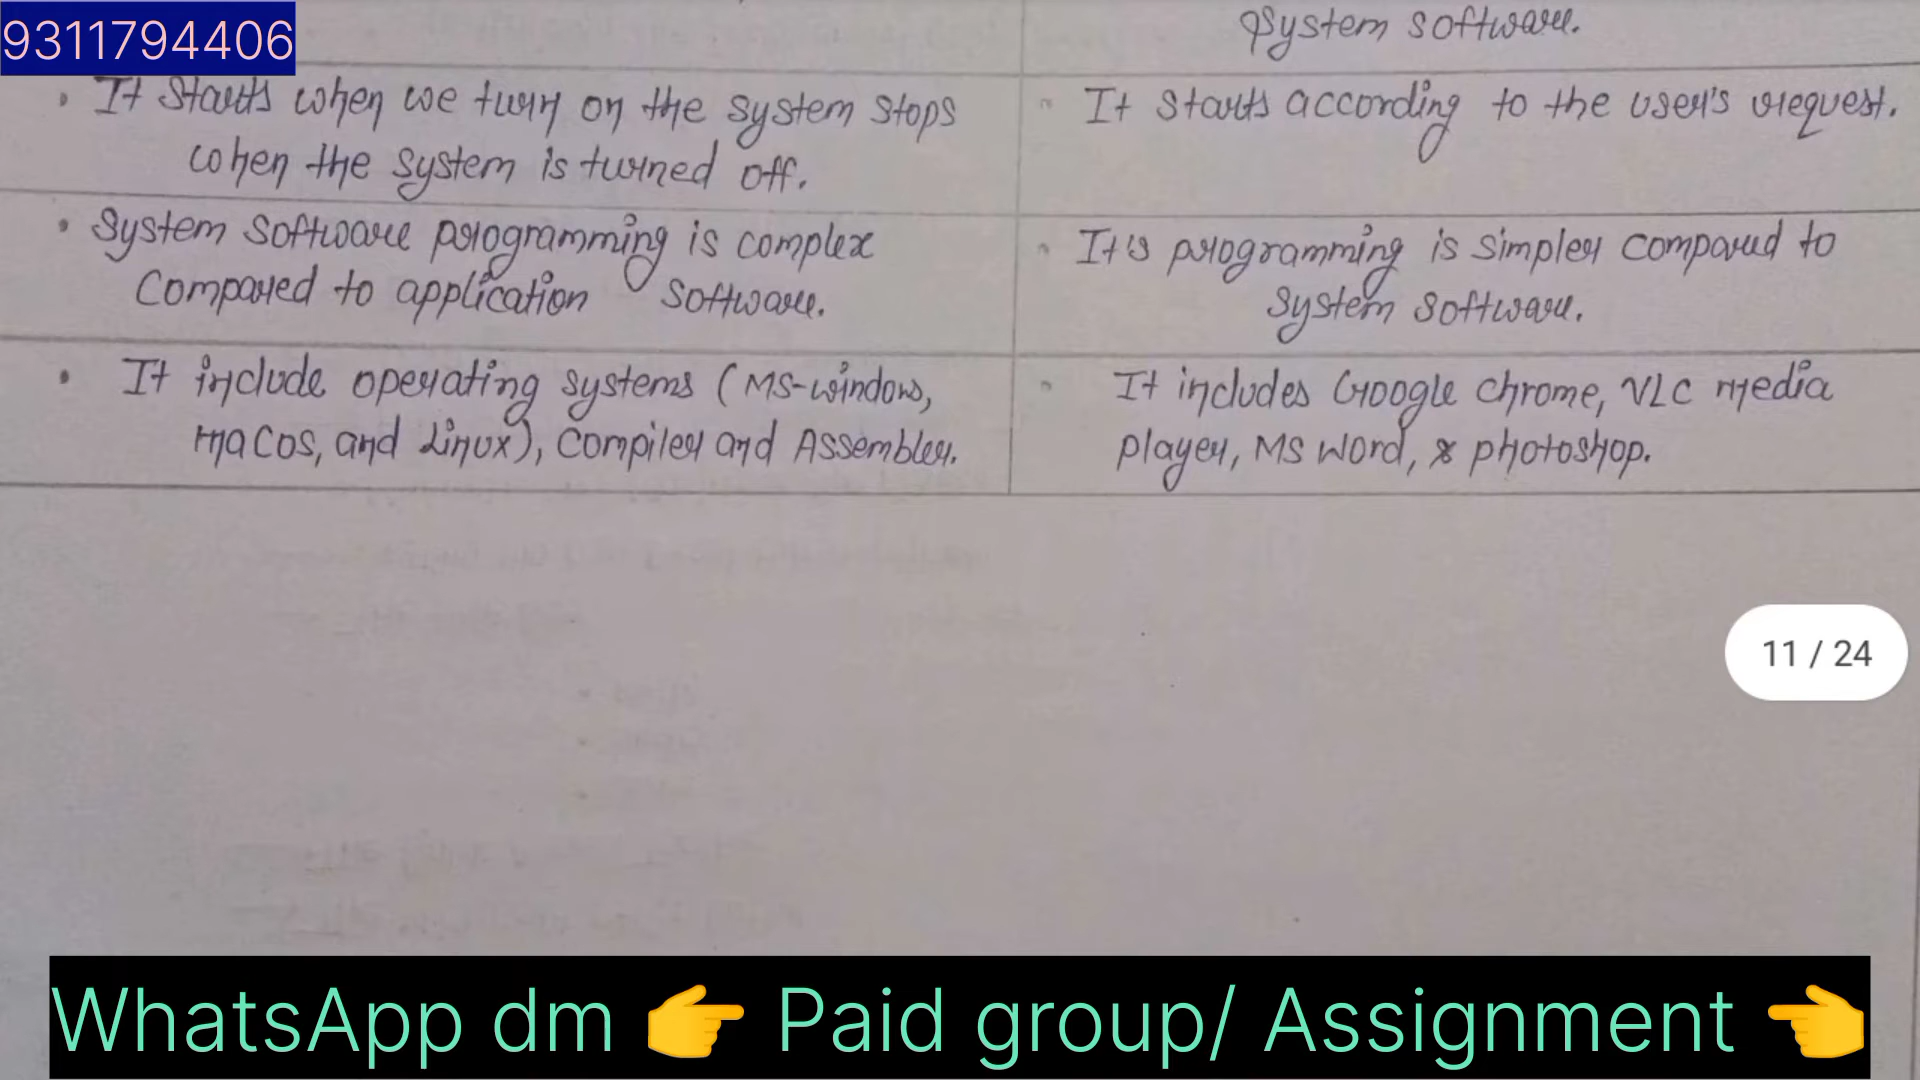 9311794406
system software.
• It starts when we turn on the system stops
when the system is turned off.
It starts according to the user's request.
• System software programming is complex
Compared to application software.
It's programming is simpler compared to
system software.
• It include operating systems (MS-window,
macos, and Linux), Compiler and Assembler.
It includes Google chrome, VLC media
player, MS word, & photoshop.
11 / 24
WhatsApp dm 👉 Paid group/ Assignment 👈